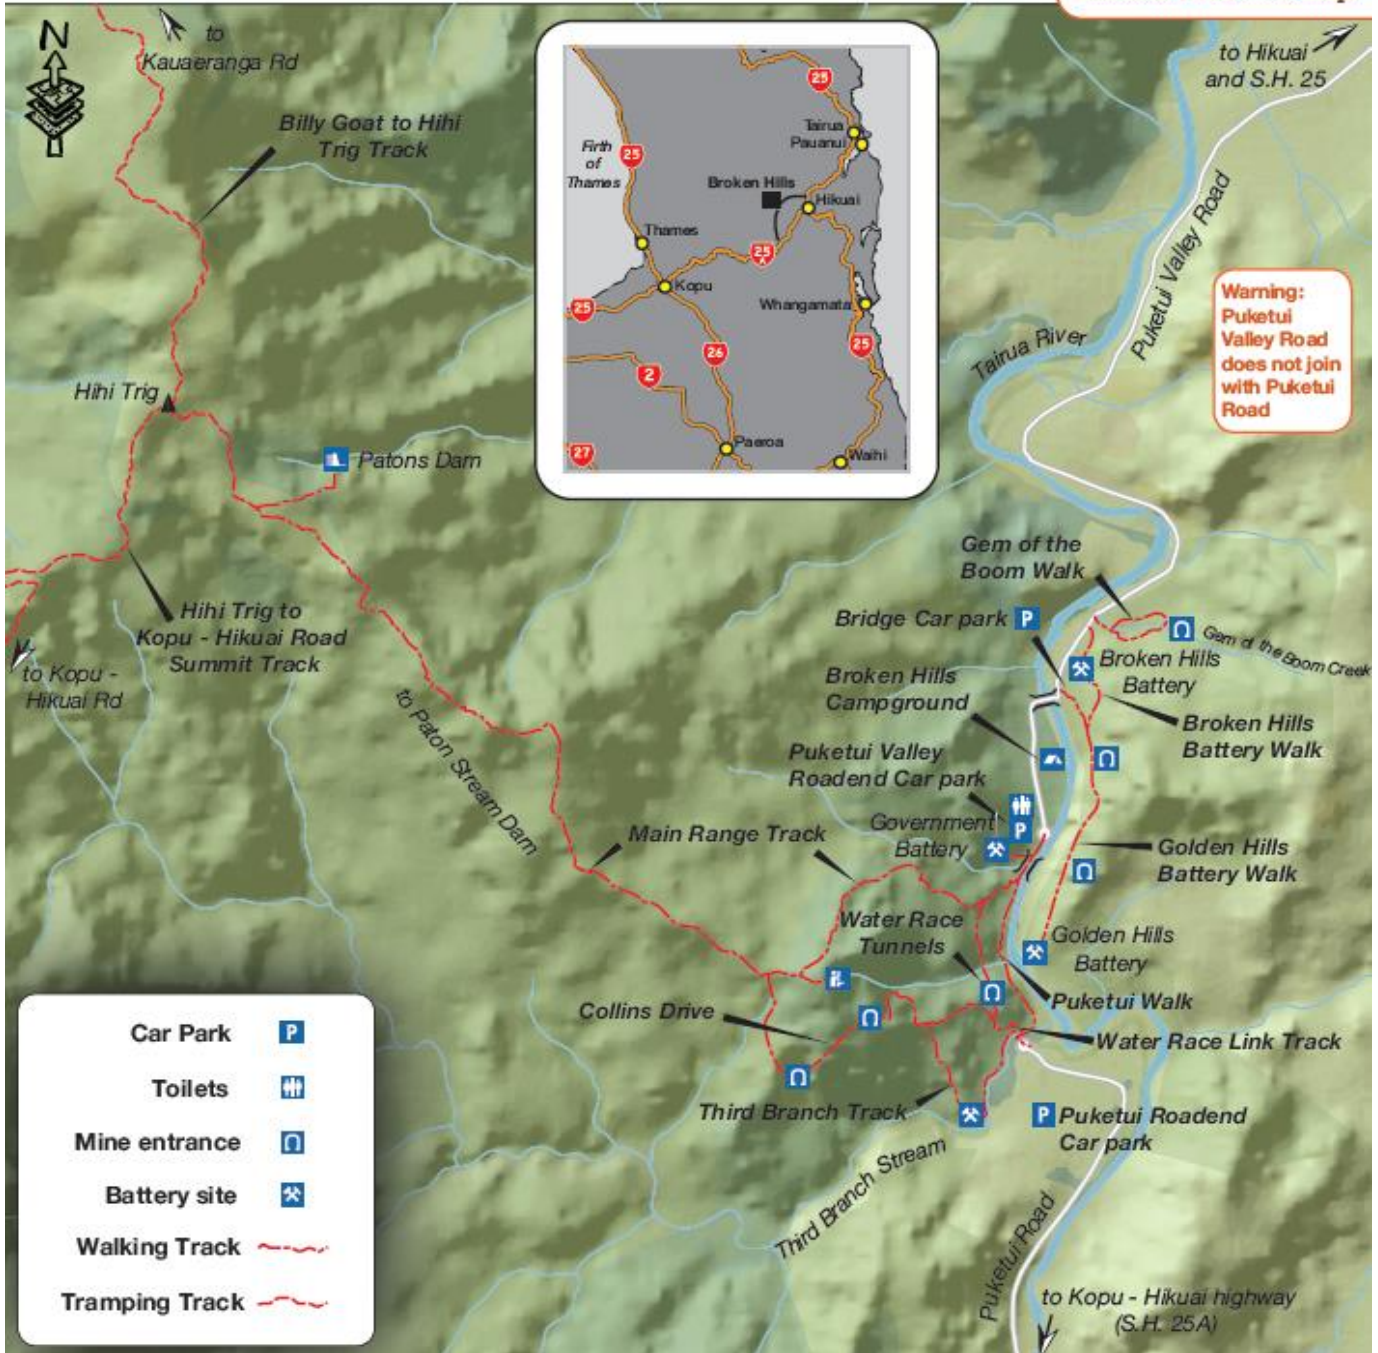 to
Kauaeranga Rd
N
Billy Goat to Hihi
Trig Track
to Hikuai
and S.H. 25
25
Tairua
Pauanui
Firth
of
Thames
25
Broken Hills
Hikuai
Thames
25
A
Kopu
Whangamata
25
26
25
2
Paeroa
27
Waihi
Puketui Valley Road
Warning:
Puketui
Valley Road
does not join
with Puketui
Road
Tairua River
Hihi Trig
Patons Dam
Gem of the
Boom Walk
Hihi Trig to
Kopu - Hikuai Road
Summit Track
Bridge Car park
P
Gem of the Boom Creek
Broken Hills
Battery
to Kopu -
Hikuai Rd
Broken Hills
Campground
to Paton Stream Dam
Broken Hills
Battery Walk
Puketui Valley
Roadend Car park
P
Government
Battery
Main Range Track
Golden Hills
Battery Walk
Water Race
Tunnels
Golden Hills
Battery
Puketui Walk
Collins Drive
Water Race Link Track
Third Branch Track
P
Puketui Roadend
Car park
Third Branch Stream
Puketui Road
to Kopu - Hikuai highway
(S.H. 25A)
Car Park
P
Toilets
Mine entrance
Battery site
Walking Track
Tramping Track